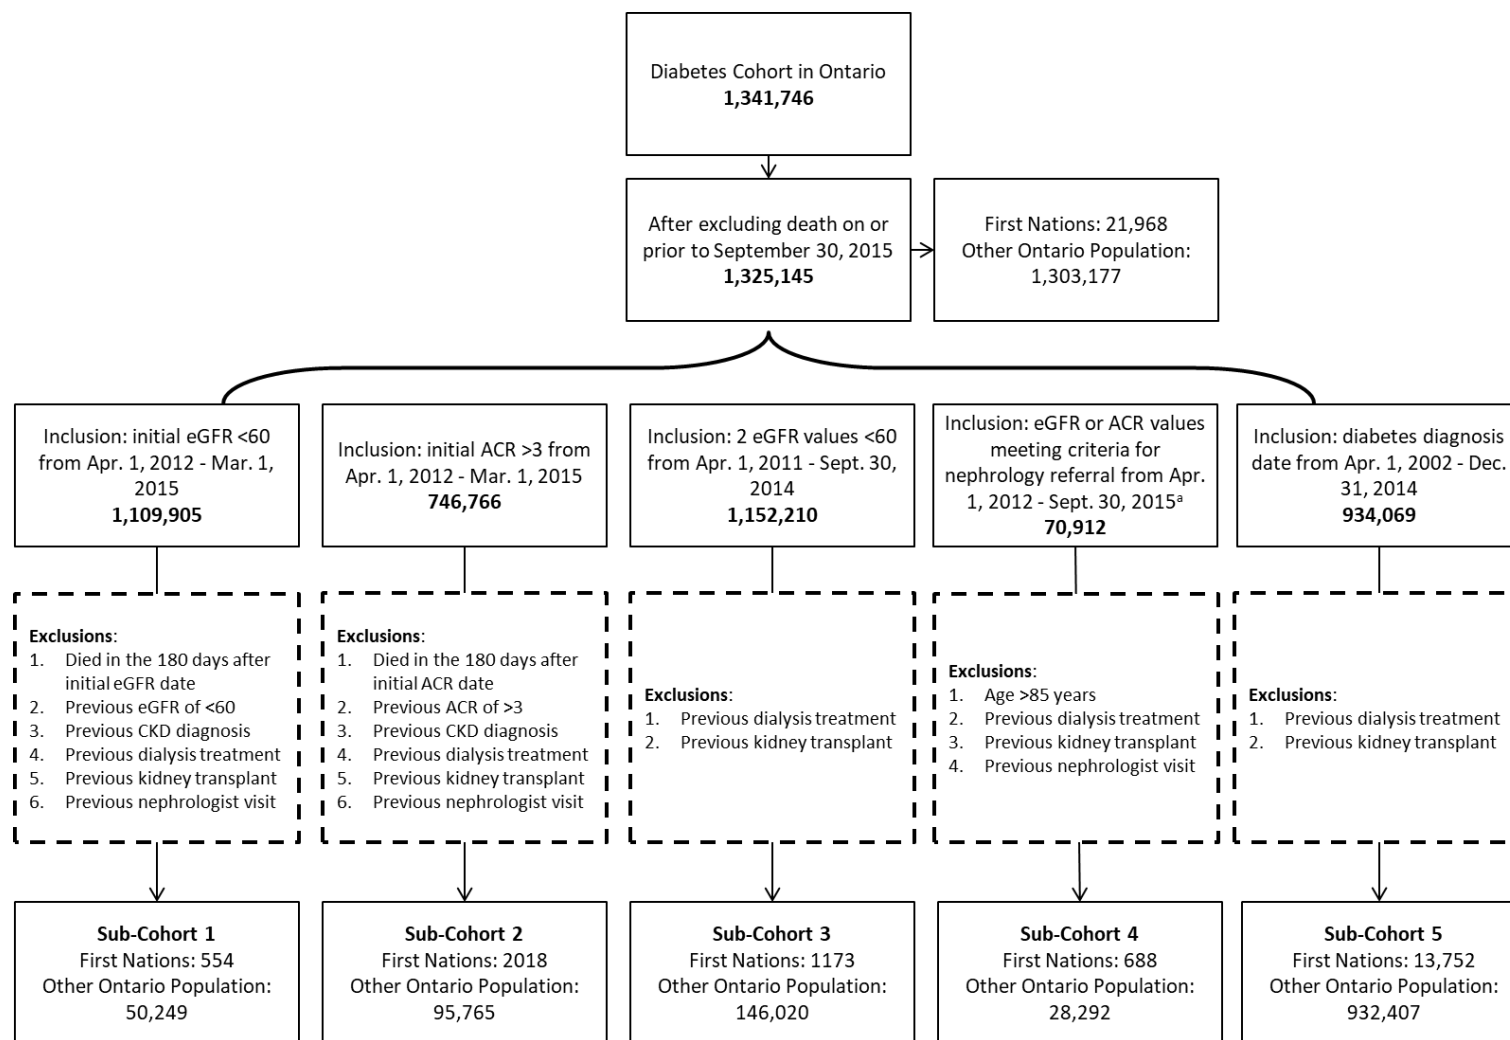 Diabetes Cohort in Ontario
1,341,746
After excluding death on or
prior to September 30, 2015
1,325,145
First Nations: 21,968
Other Ontario Population:
1,303,177
Inclusion: initial eGFR <60
from Apr. 1, 2012 - Mar. 1,
2015
1,109,905
Inclusion: initial ACR >3 from
Apr. 1, 2012 - Mar. 1, 2015
746,766
Inclusion: 2 eGFR values <60
from Apr. 1, 2011 - Sept. 30,
2014
1,152,210
Inclusion: eGFR or ACR values
meeting criteria for
nephrology referral from Apr.
1, 2012 - Sept. 30, 2015ᵃ
70,912
Inclusion: diabetes diagnosis
date from Apr. 1, 2002 - Dec.
31, 2014
934,069
Exclusions:
1. Died in the 180 days after
initial eGFR date
2. Previous eGFR of <60
3. Previous CKD diagnosis
4. Previous dialysis treatment
5. Previous kidney transplant
6. Previous nephrologist visit
Exclusions:
1. Died in the 180 days after
initial ACR date
2. Previous ACR of >3
3. Previous CKD diagnosis
4. Previous dialysis treatment
5. Previous kidney transplant
6. Previous nephrologist visit
Exclusions:
1. Previous dialysis treatment
2. Previous kidney transplant
Exclusions:
1. Age >85 years
2. Previous dialysis treatment
3. Previous kidney transplant
4. Previous nephrologist visit
Exclusions:
1. Previous dialysis treatment
2. Previous kidney transplant
Sub-Cohort 1
First Nations: 554
Other Ontario Population:
50,249
Sub-Cohort 2
First Nations: 2018
Other Ontario Population:
95,765
Sub-Cohort 3
First Nations: 1173
Other Ontario Population:
146,020
Sub-Cohort 4
First Nations: 688
Other Ontario Population:
28,292
Sub-Cohort 5
First Nations: 13,752
Other Ontario Population:
932,407